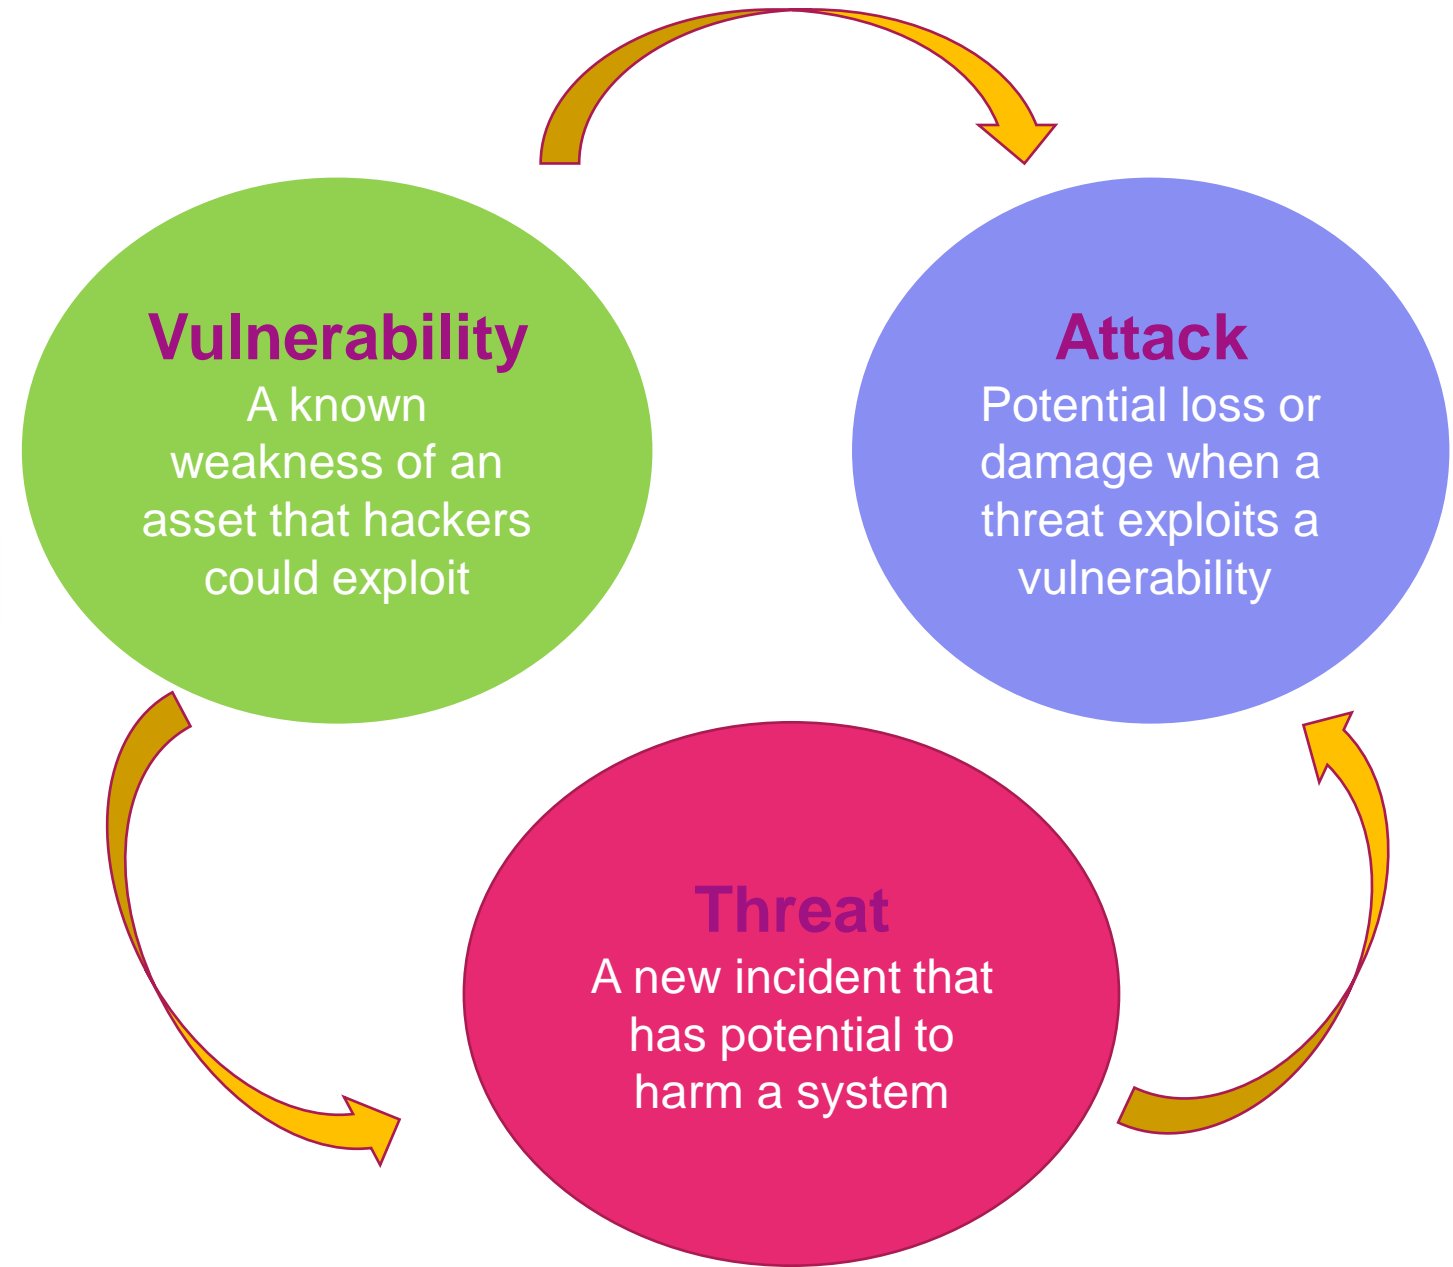 Vulnerability
A known
weakness of an
asset that hackers
could exploit
Attack
Potential loss or
damage when a
threat exploits a
vulnerability
Threat
A new incident that
has potential to
harm a system